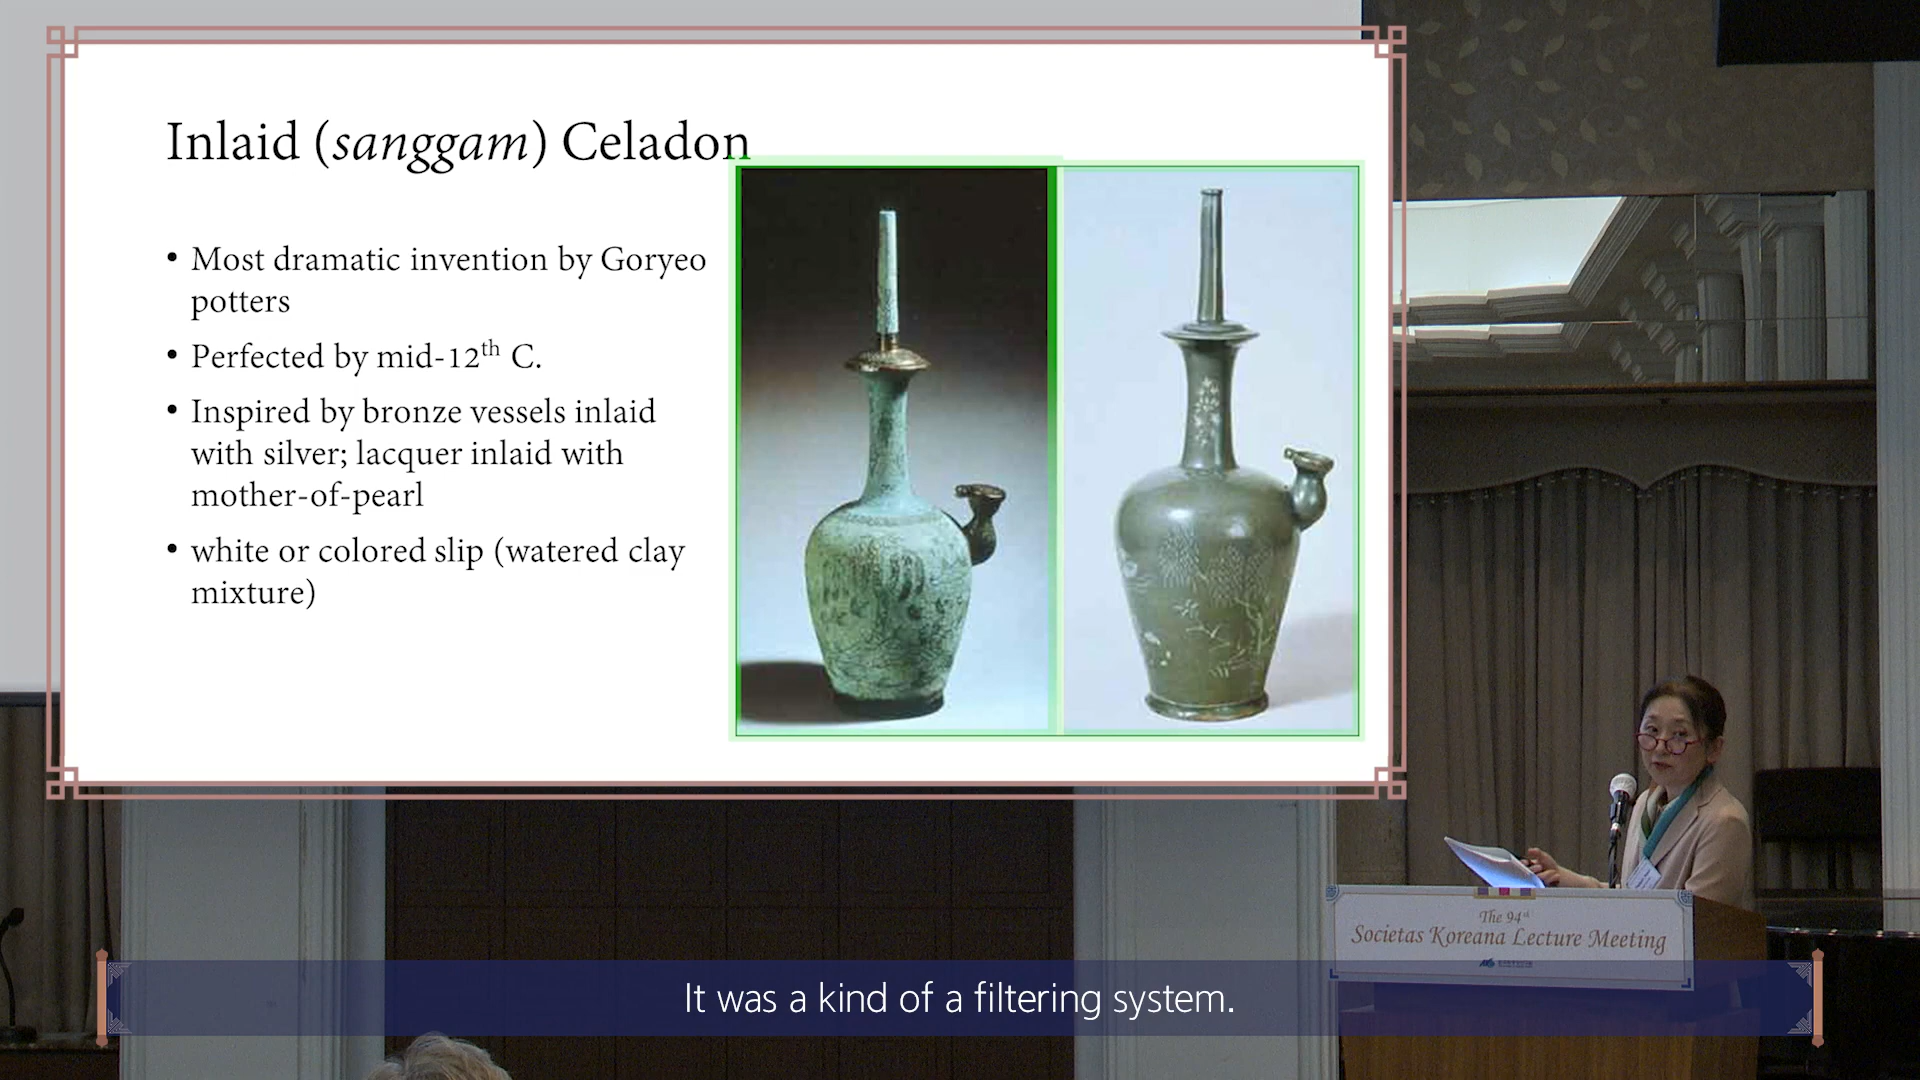 Inlaid (sanggam) Celadon
• Most dramatic invention by Goryeo
potters
• Perfected by mid-12th C.
• Inspired by bronze vessels inlaid
with silver; lacquer inlaid with
mother-of-pearl
• white or colored slip (watered clay
mixture)
The 94st
Societas Koreana Lecture Meeting
It was a kind of a filtering system.